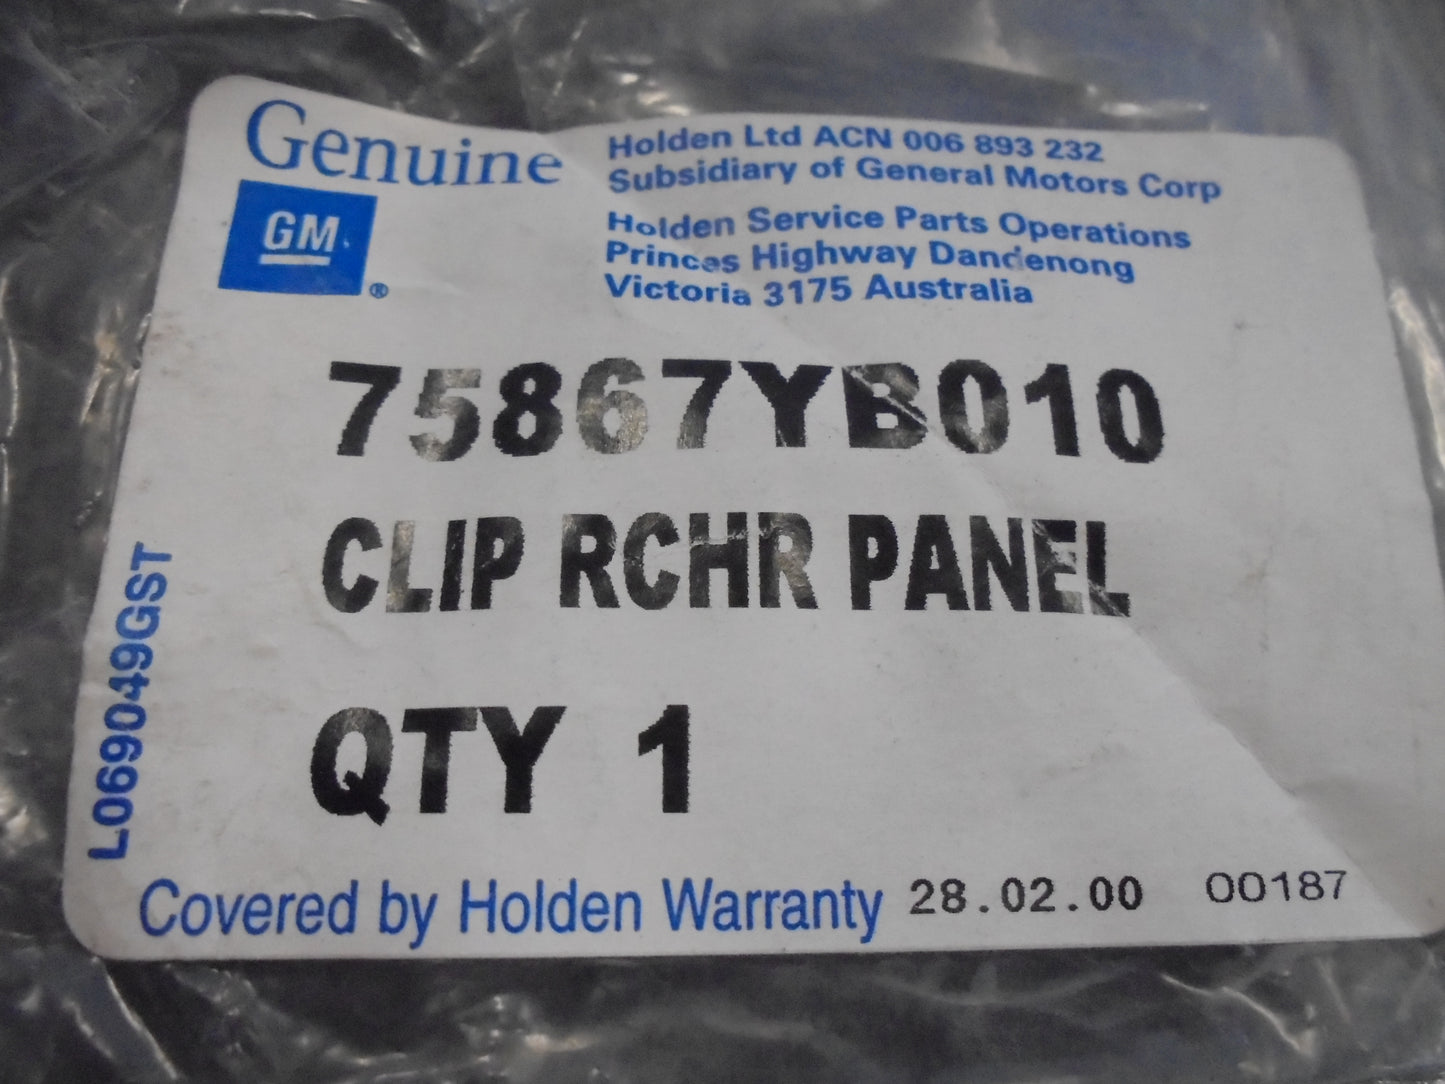 Genuine
GM
®
Holden Ltd ACN 006 893 232
Subsidiary of General Motors Corp
Holden Service Parts Operations
Princes Highway Dandenong
Victoria 3175 Australia
75867YB010
CLIP RCHR PANEL
QTY 1
L069049GST
Covered by Holden Warranty 28.02.00 00187